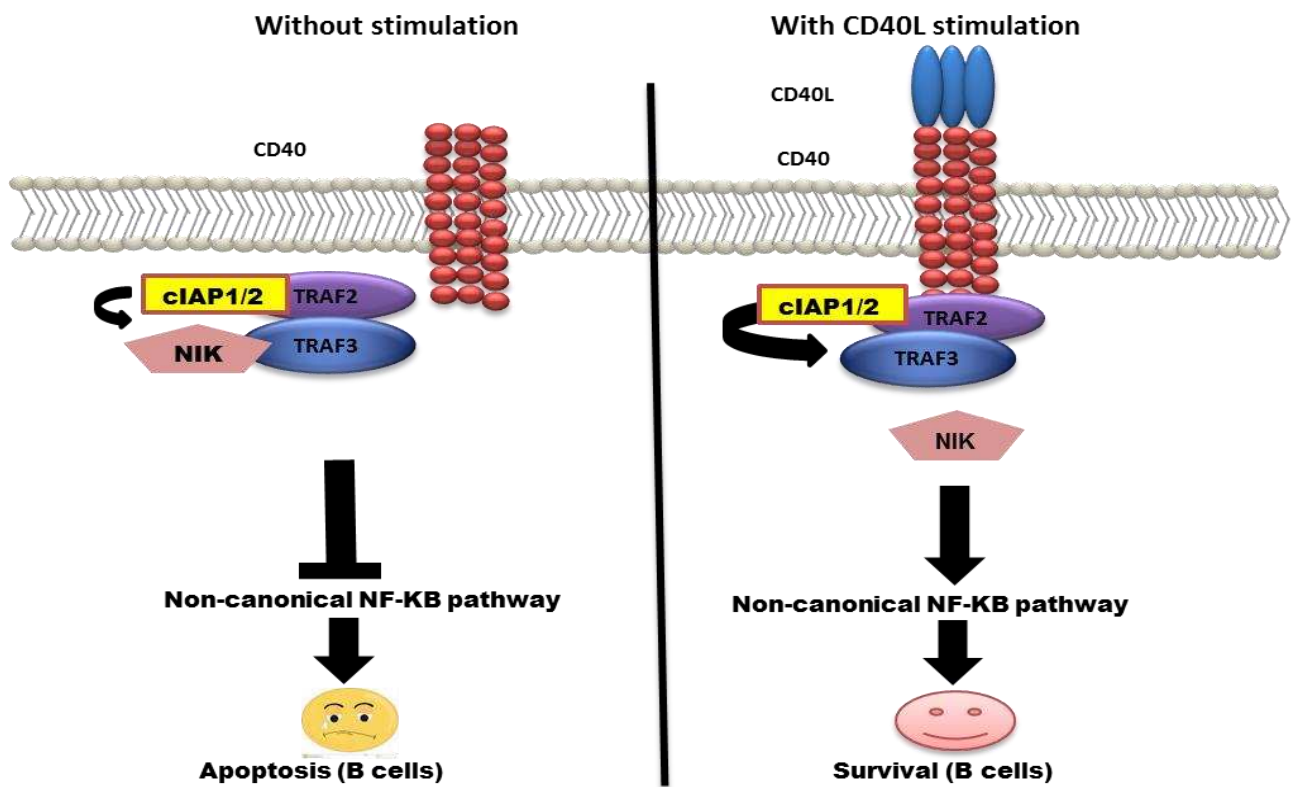 Without stimulation
CD40
cIAP1/2
TRAF2
NIK
TRAF3
Non-canonical NF-KB pathway
Apoptosis (B cells)
With CD40L stimulation
CD40L
CD40
cIAP1/2
TRAF2
TRAF3
NIK
Non-canonical NF-KB pathway
Survival (B cells)